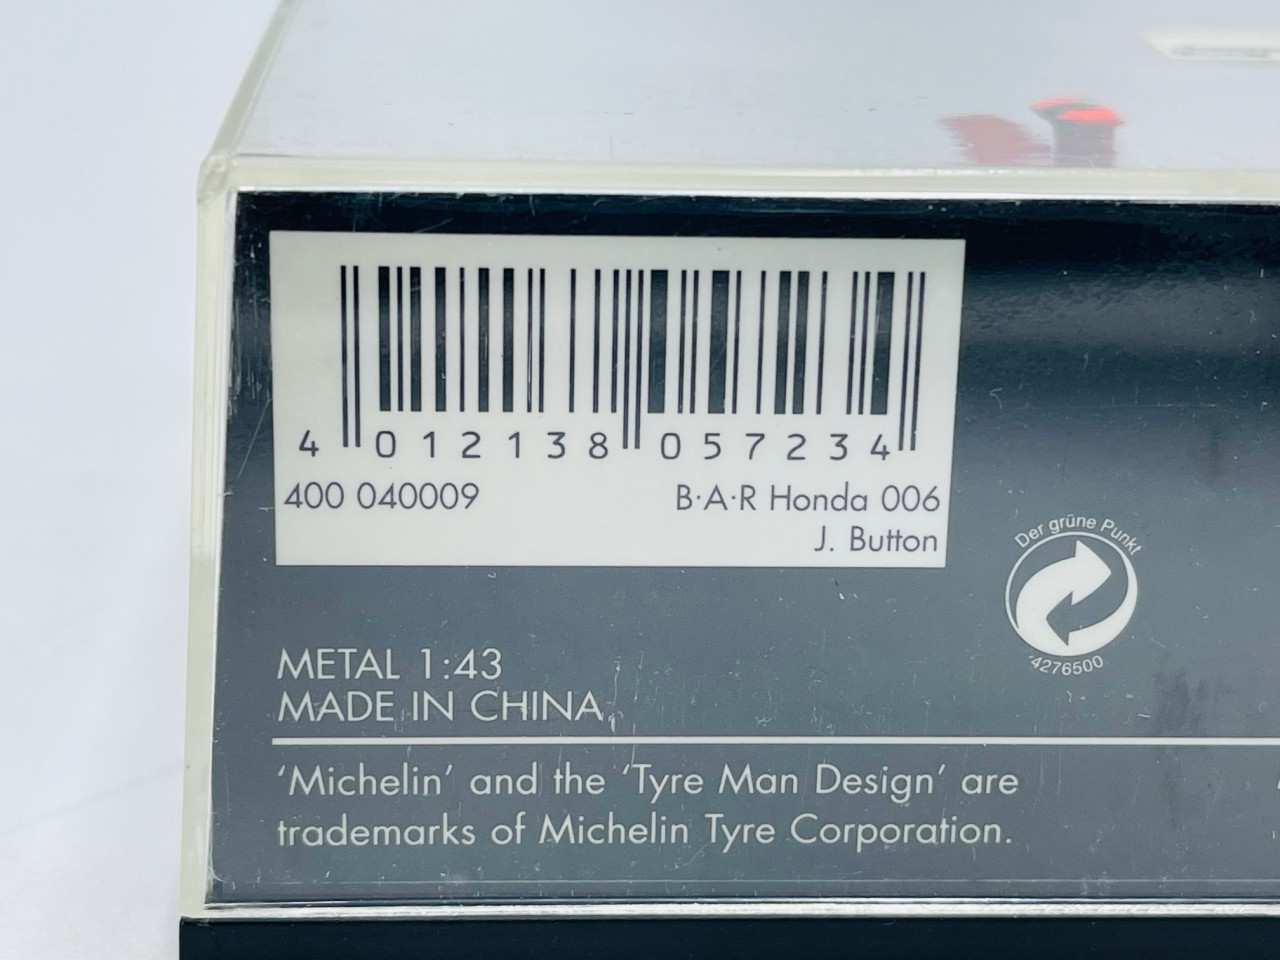 4 012138 057234
400 040009 B·A·R Honda 006
J. Button
Der grüne Punkt
4276500
METAL 1:43
MADE IN CHINA
'Michelin' and the 'Tyre Man Design' are
trademarks of Michelin Tyre Corporation.